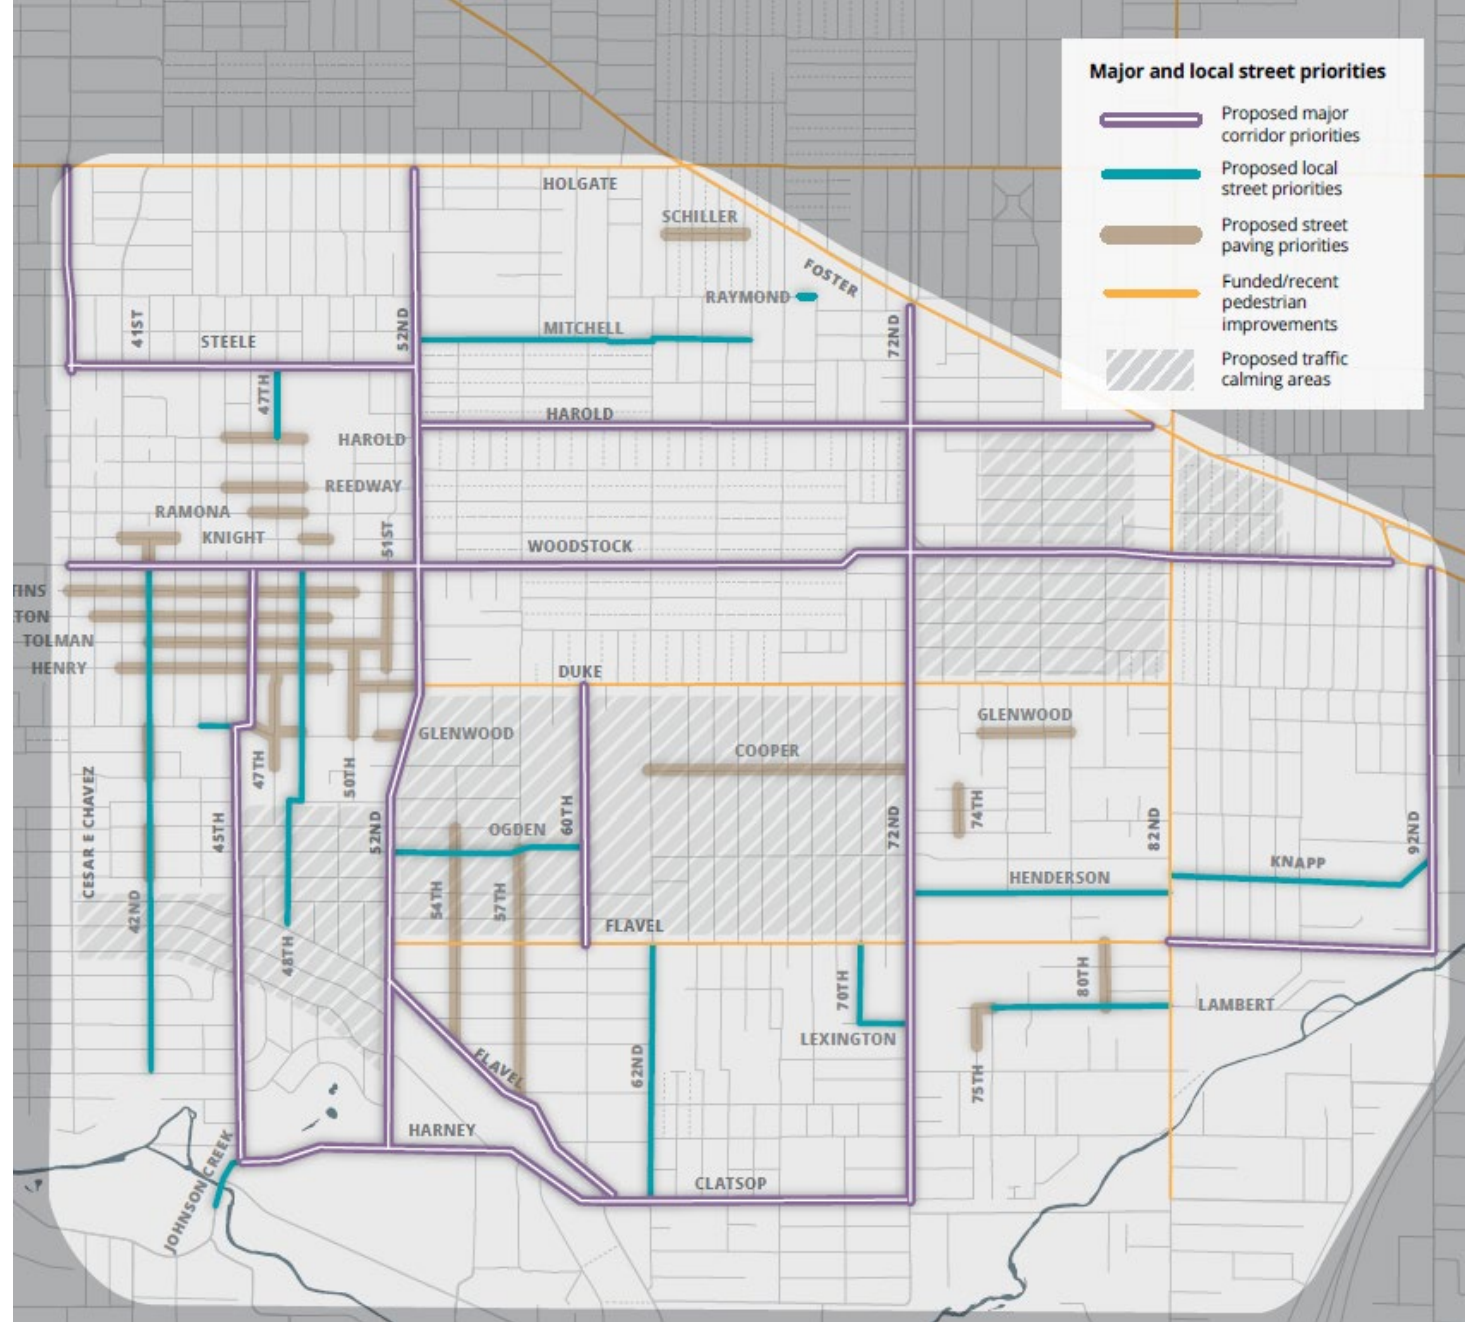 Major and local street priorities
Proposed major
corridor priorities
Proposed local
street priorities
Proposed street
paving priorities
Funded/recent
pedestrian
improvements
Proposed traffic
calming areas
HOLGATE
SCHILLER
FOSTER
RAYMOND
41ST
STEELE
52ND
MITCHELL
72ND
47TH
HAROLD
HAROLD
REEDWAY
RAMONA
KNIGHT
51ST
WOODSTOCK
TINS
TON
TOLMAN
HENRY
DUKE
GLENWOOD
GLENWOOD
COOPER
47TH
50TH
CESAR E CHAVEZ
45TH
52ND
OGDEN
60TH
72ND
74TH
82ND
92ND
KNAPP
HENDERSON
42ND
54TH
57TH
FLAVEL
48TH
70TH
80TH
LAMBERT
LEXINGTON
FLAVEL
62ND
75TH
HARNEY
JOHNSON CREEK
CLATSOP